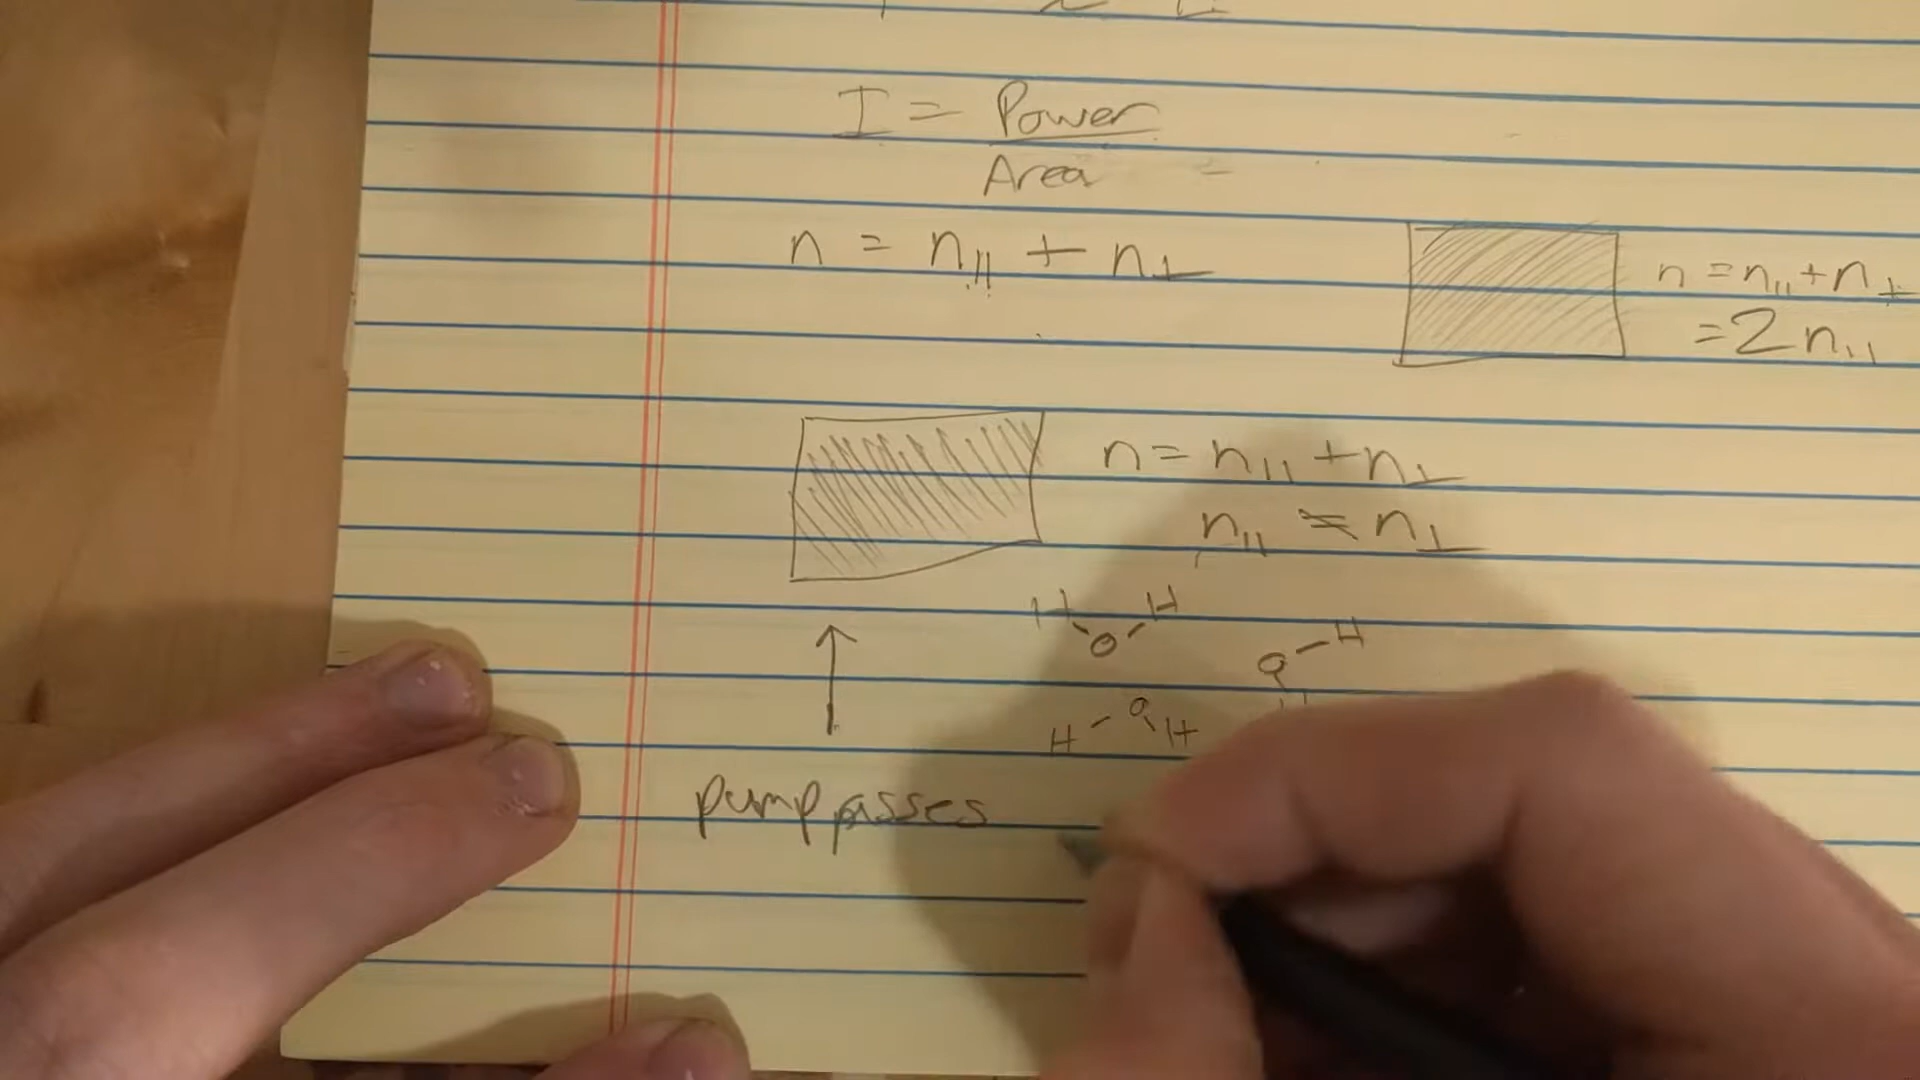 I = Power
Area =
n = n|| + n⊥
n = n|| + n⊥
= 2n||
n = n|| + n⊥
n|| ≠ n⊥
H H
O
O - H
O
H - H
pump passes